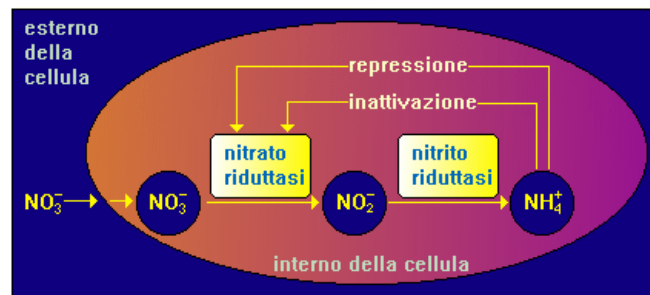 esterno
della
cellula
repressione
inattivazione
nitrato
riduttasi
nitrito
riduttasi
NO₃⁻
NO₃⁻
NO₂⁻
NH₄⁺
interno della cellula